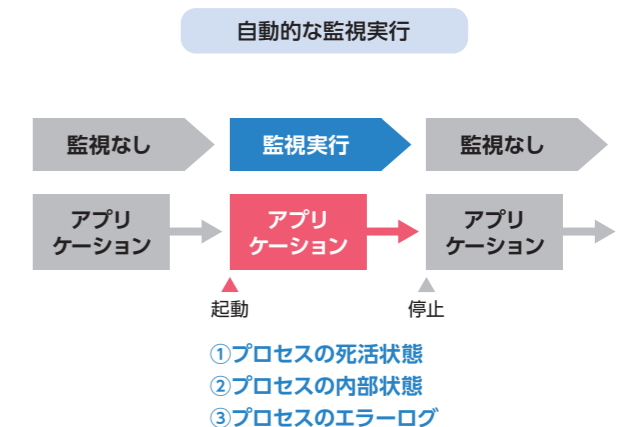 自動的な監視実行
監視なし
監視実行
監視なし
アプリ
ケーション
アプリ
ケーション
アプリ
ケーション
起動
停止
①プロセスの死活状態
②プロセスの内部状態
③プロセスのエラーログ